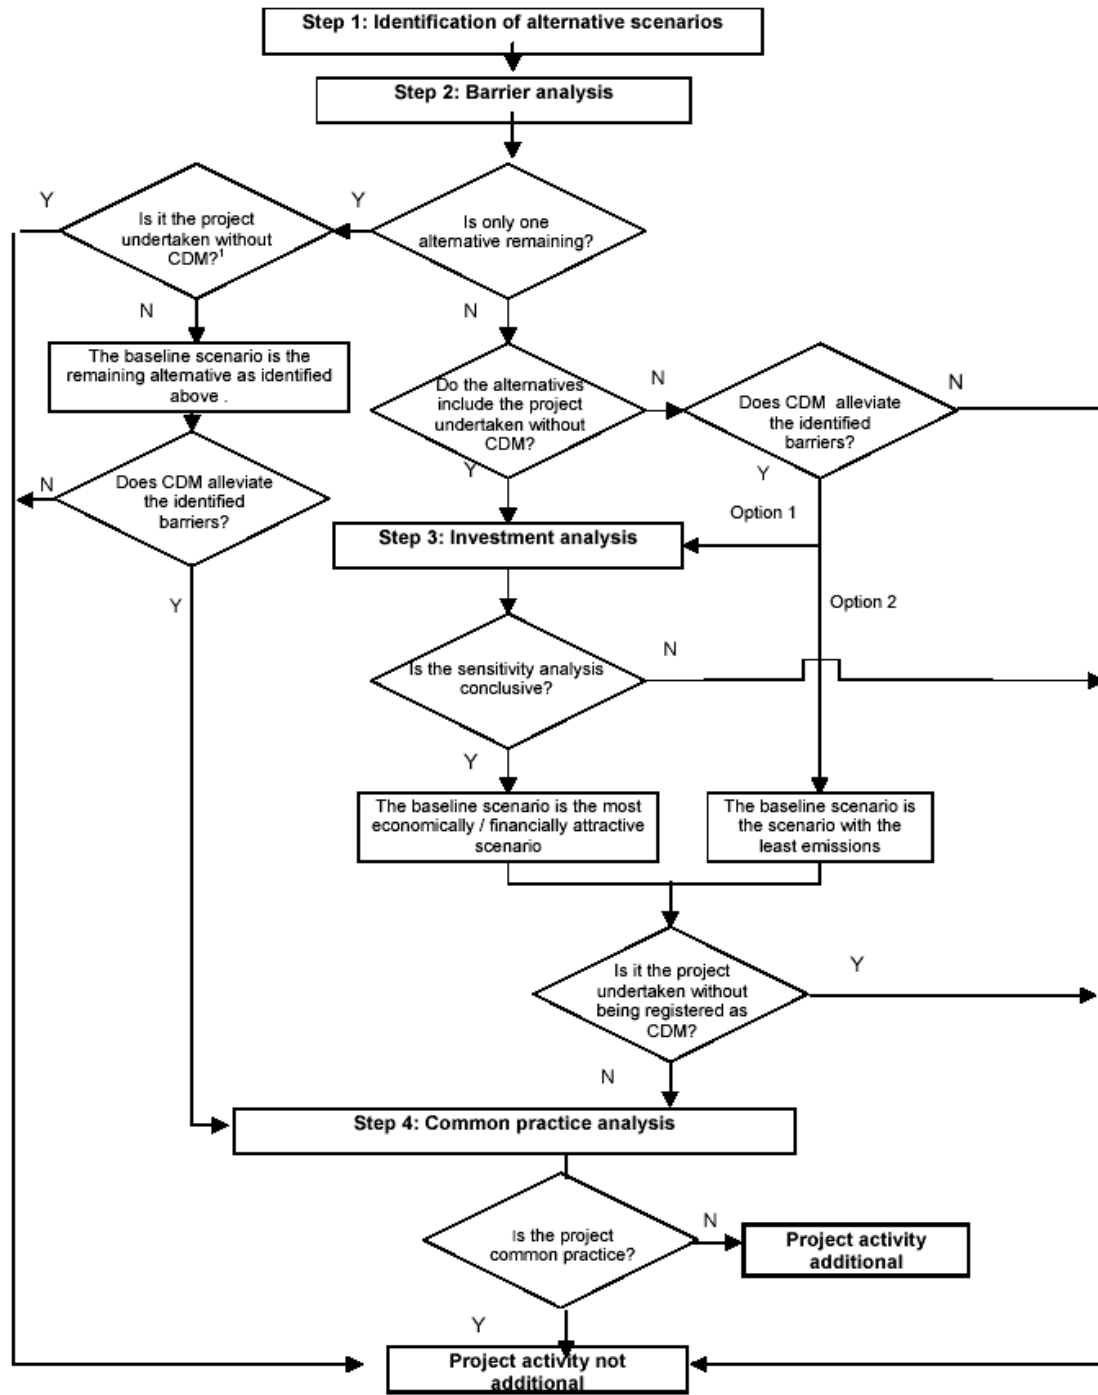 Step 1: Identification of alternative scenarios
Step 2: Barrier analysis
Y
Is it the project
undertaken without
CDM?¹
Y
Is only one
alternative remaining?
N
N
The baseline scenario is the
remaining alternative as identified
above .
Do the alternatives
include the project
undertaken without
CDM?
N
Does CDM alleviate
the identified
barriers?
N
Y
Y
N
Does CDM alleviate
the identified
barriers?
Option 1
Step 3: Investment analysis
Y
Option 2
Is the sensitivity analysis
conclusive?
N
Y
The baseline scenario is the most
economically / financially attractive
scenario
The baseline scenario is
the scenario with the
least emissions
Is it the project
undertaken without
being registered as
CDM?
Y
N
Step 4: Common practice analysis
Is the project
common practice?
N
Project activity
additional
Y
Project activity not
additional